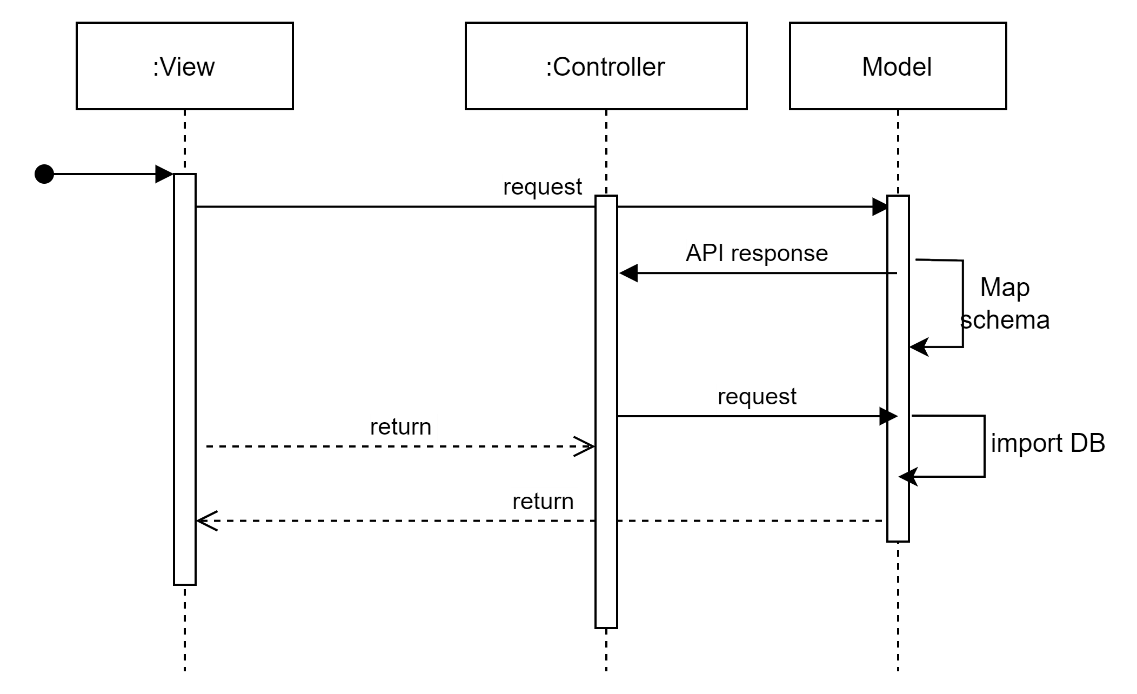 :View
:Controller
Model
request
API response
Map
schema
request
return
import DB
return